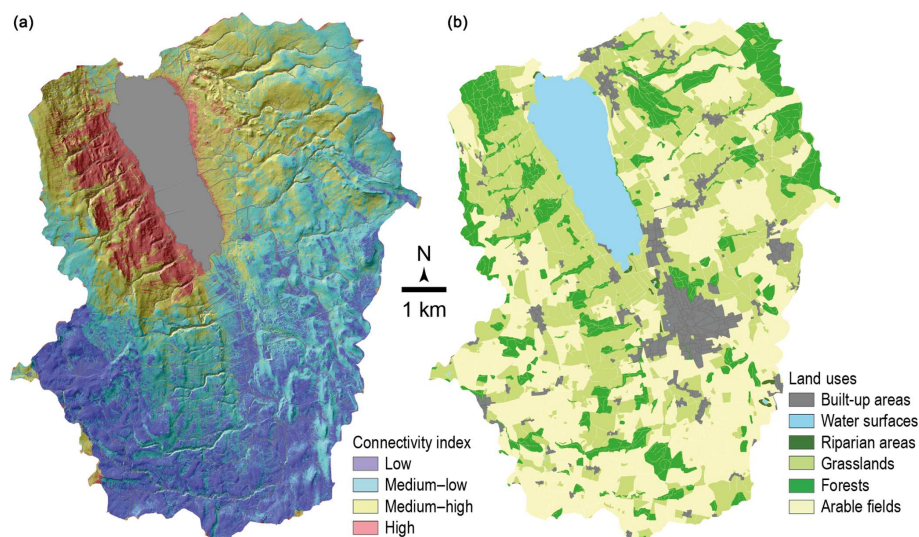 (a)
(b)
N
1 km
Connectivity index
Low
Medium–low
Medium–high
High
Land uses
Built-up areas
Water surfaces
Riparian areas
Grasslands
Forests
Arable fields